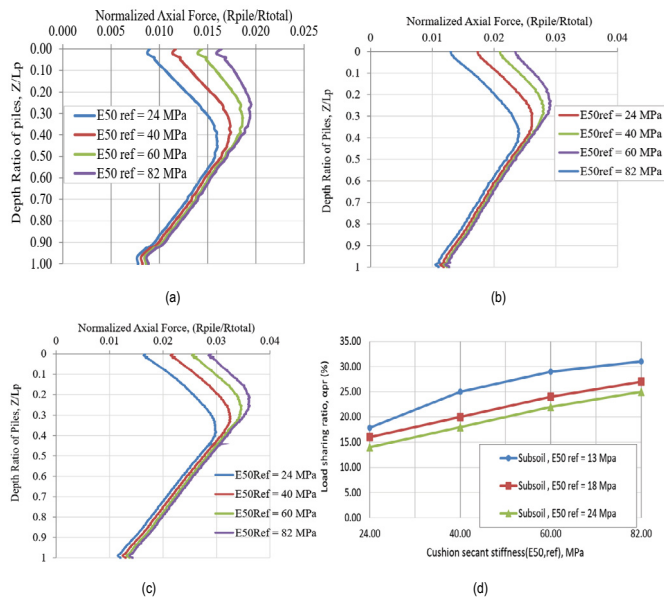 (a)
Normalized Axial Force, (Rpile/Rtotal)
0.000 0.005 0.010 0.015 0.020 0.025
Depth Ratio of piles, Z/Lp
0.00
0.10
0.20
0.30
0.40
0.50
0.60
0.70
0.80
0.90
1.00
E50 ref = 24 MPa
E50 ref = 40 MPa
E50 ref = 60 MPa
E50 ref = 82 MPa
(a)
(b)
Normalized Axial Force, (Rpile/Rtotal)
0 0.01 0.02 0.03 0.04
Depth Ratio of Piles, Z/Lp
0
0.1
0.2
0.3
0.4
0.5
0.6
0.7
0.8
0.9
1
E50ref = 24 MPa
E50ref = 40 MPa
E50ref = 60 MPa
E50ref = 82 MPa
(b)
Normalized Axial Force, (Rpile/Rtotal)
0 0.01 0.02 0.03 0.04
Depth Ratio of Piles, Z/Lp
0
0.1
0.2
0.3
0.4
0.5
0.6
0.7
0.8
0.9
1
E50Ref = 24 MPa
E50Ref = 40 MPa
E50Ref = 60 MPa
E50Ref = 82 MPa
(c)
Load sharing ratio, αpr (%)
35.00
30.00
25.00
20.00
15.00
10.00
5.00
0.00
Subsoil , E50 ref = 13 Mpa
Subsoil , E50 ref = 18 Mpa
Subsoil , E50 ref = 24 Mpa
24.00 40.00 60.00 82.00
Cushion secant stiffness(E50,ref), MPa
(d)